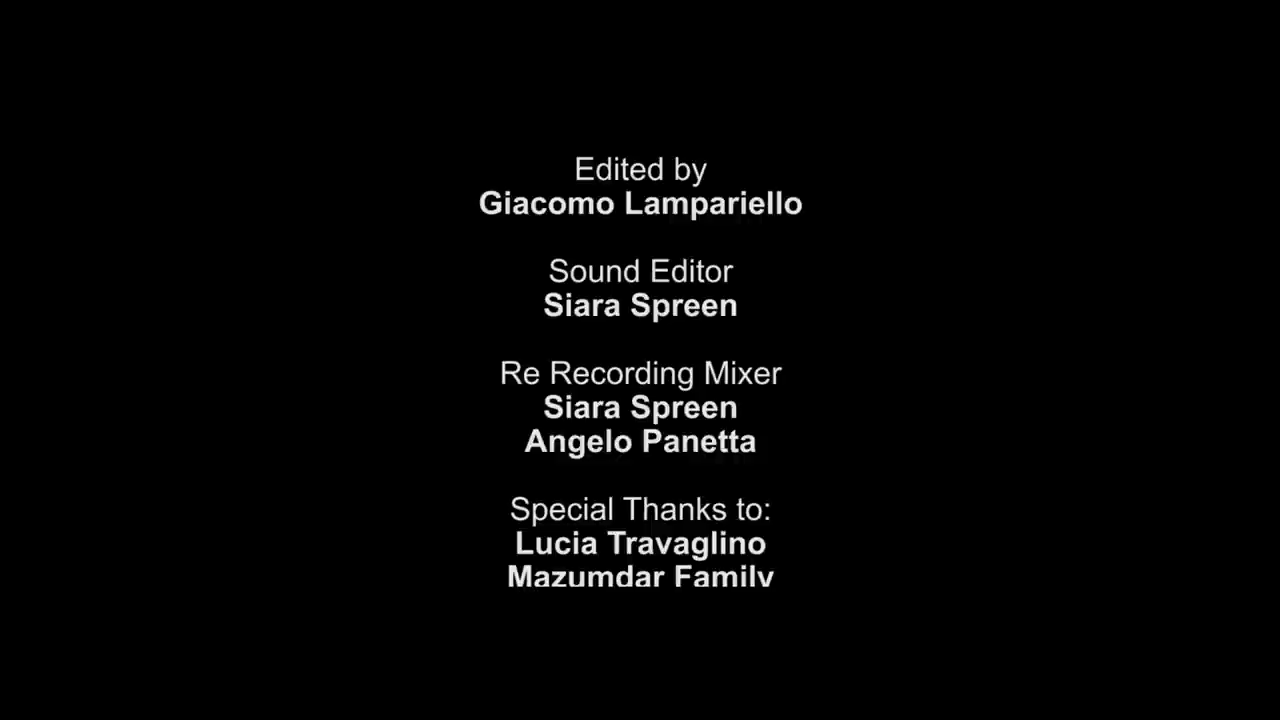 Edited by
Giacomo Lampariello
Sound Editor
Siara Spreen
Re Recording Mixer
Siara Spreen
Angelo Panetta
Special Thanks to:
Lucia Travaglino
Mazumdar Family